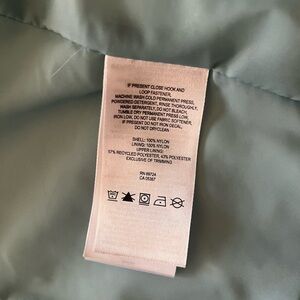 IF PRESENT CLOSE HOOK AND
LOOP FASTENER,
MACHINE WASH COLD PERMANENT PRESS,
POWDERED DETERGENT, RINSE THOROUGHLY,
WASH SEPARATELY, DO NOT BLEACH,
TUMBLE DRY PERMANENT PRESS LOW,
IRON LOW, DO NOT USE FABRIC SOFTENER,
IF PRESENT DO NOT IRON DECAL,
DO NOT DRYCLEAN
SHELL: 100% NYLON
LINING: 100% NYLON
UPPER LINING:
57% RECYCLED POLYESTER, 43% POLYESTER
EXCLUSIVE OF TRIMMING
RN 89724
CA 05367